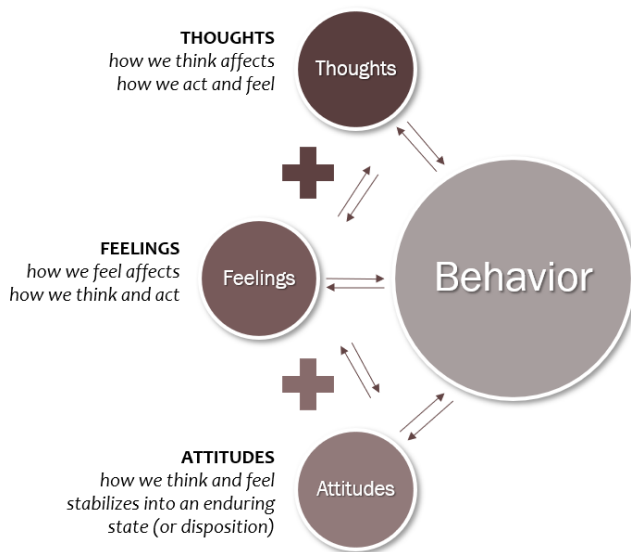 THOUGHTS
how we think affects
how we act and feel
Thoughts
FEELINGS
how we feel affects
how we think and act
Feelings
Behavior
ATTITUDES
how we think and feel
stabilizes into an enduring
state (or disposition)
Attitudes